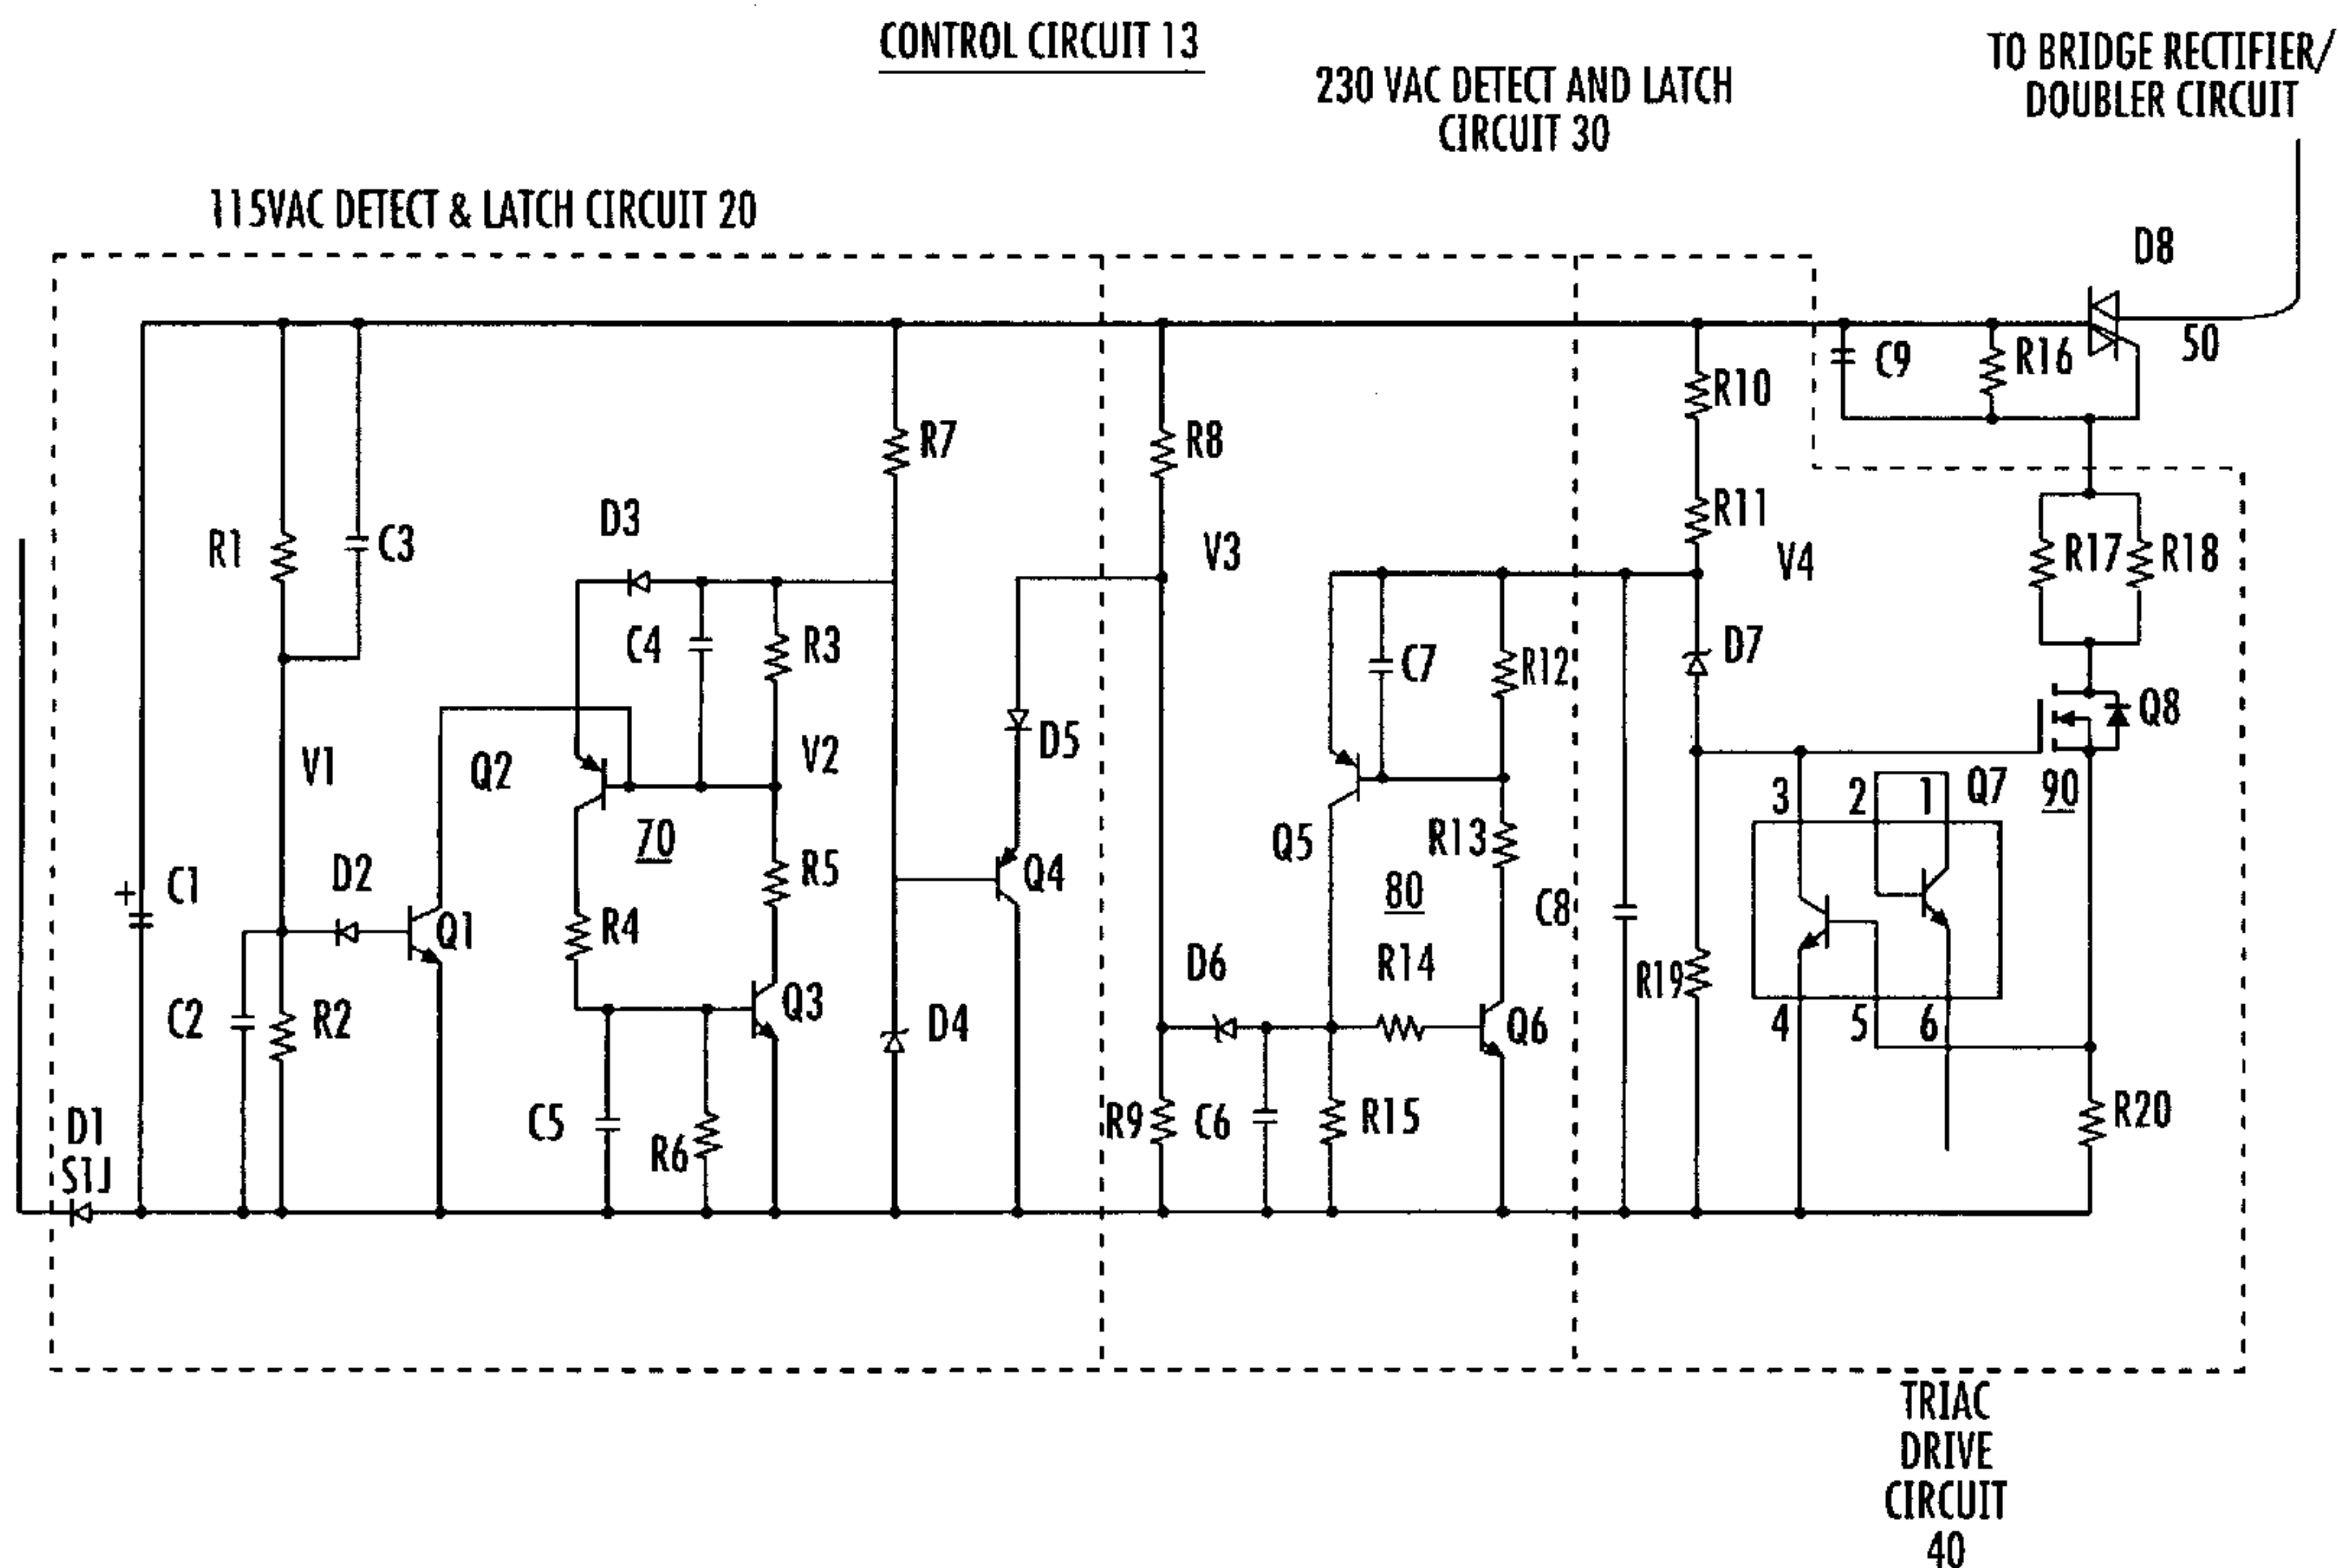 CONTROL CIRCUIT 13
TO BRIDGE RECTIFIER/
DOUBLER CIRCUIT
230 VAC DETECT AND LATCH
CIRCUIT 30
115VAC DETECT & LATCH CIRCUIT 20
D8
50
C9
R16
R10
R7
R8
R11
D3
R1
C3
V3
V4
R17
R18
C4
R3
C7
R12
D7
Q8
V1
Q2
V2
D5
3
2
1
Q7
90
70
Q5
R13
D2
C1
+
R5
Q4
80
C8
Q1
R4
D6
R14
R19
C2
R2
Q3
D4
Q6
4
5
6
D1
S1J
C5
R6
R9
C6
R15
R20
TRIAC
DRIVE
CIRCUIT
40